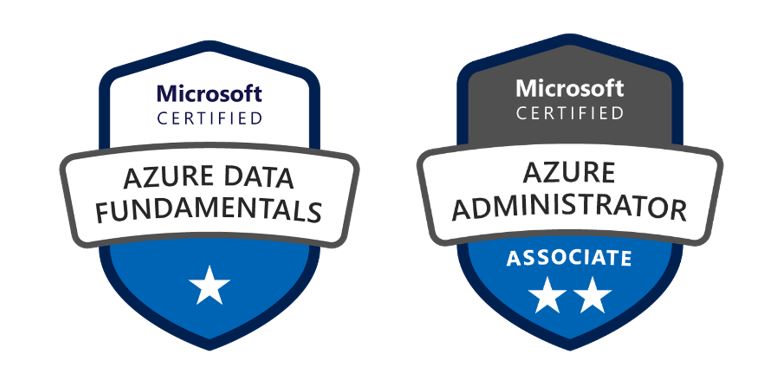 Microsoft
CERTIFIED
AZURE DATA
FUNDAMENTALS
Microsoft
CERTIFIED
AZURE
ADMINISTRATOR
ASSOCIATE